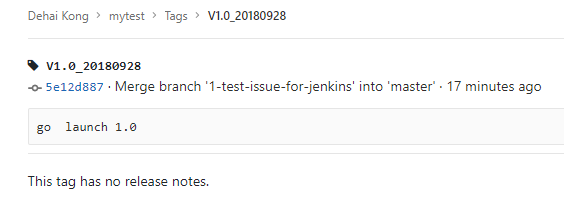 Dehai Kong > mytest > Tags > V1.0_20180928
V1.0_20180928
5e12d887 · Merge branch '1-test-issue-for-jenkins' into 'master' · 17 minutes ago
go  launch 1.0
This tag has no release notes.